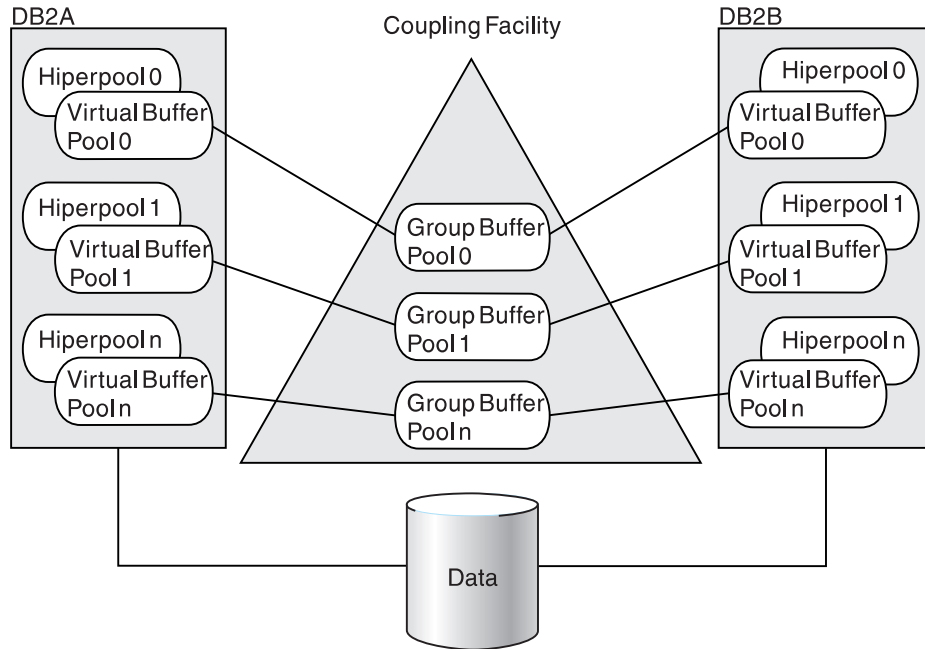 DB2A
Hiperpool 0
Virtual Buffer
Pool 0
Hiperpool 1
Virtual Buffer
Pool 1
Hiperpool n
Virtual Buffer
Pool n
Coupling Facility
Group Buffer
Pool 0
Group Buffer
Pool 1
Group Buffer
Pool n
DB2B
Hiperpool 0
Virtual Buffer
Pool 0
Hiperpool 1
Virtual Buffer
Pool 1
Hiperpool n
Virtual Buffer
Pool n
Data